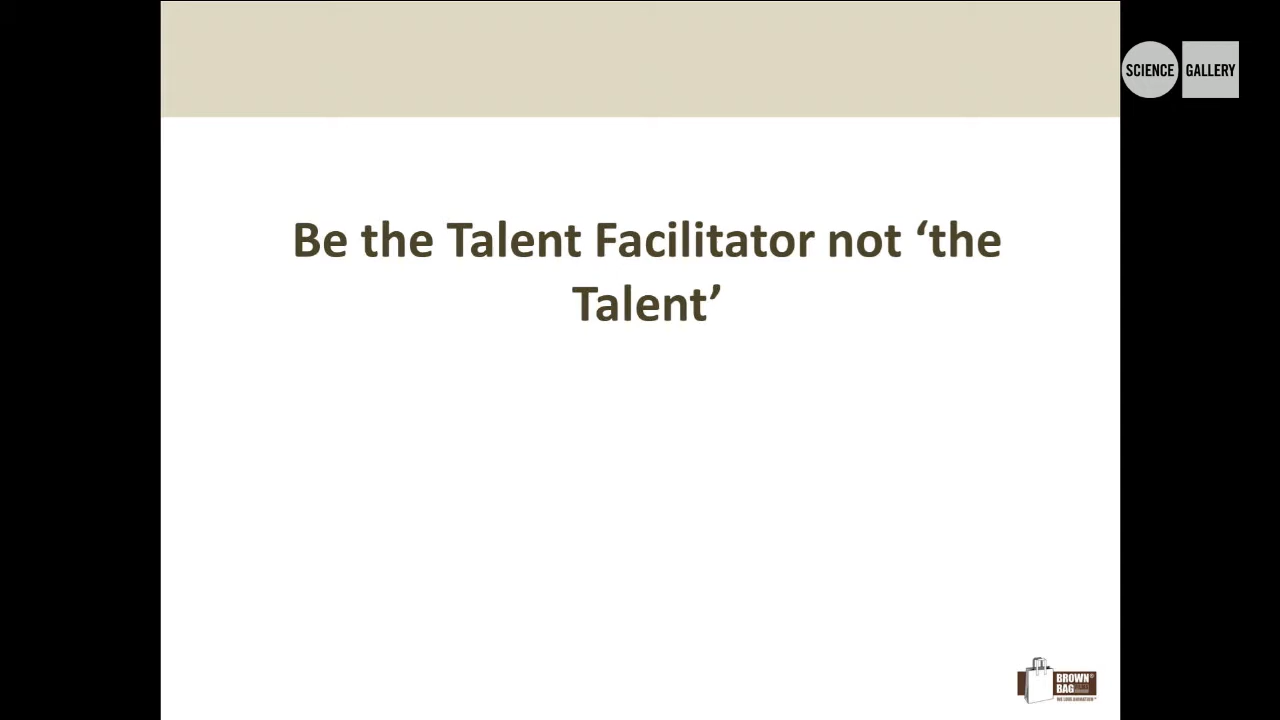 SCIENCE GALLERY
Be the Talent Facilitator not ‘the
Talent’
BROWN
BAG